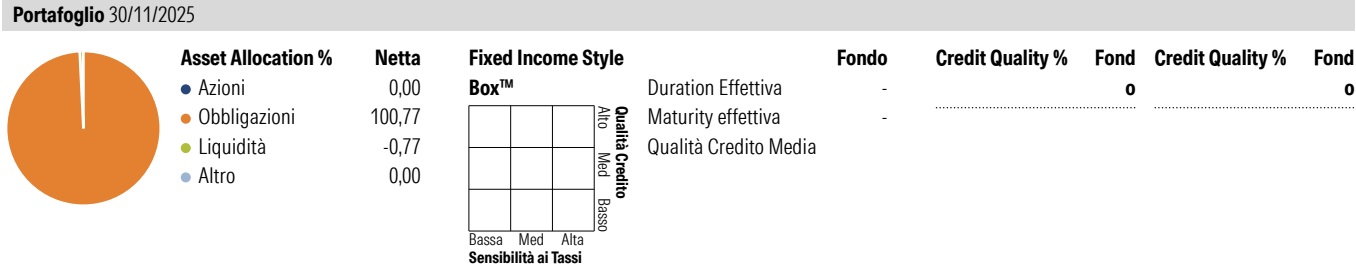 Portafoglio 30/11/2025
Asset Allocation % Netta
Azioni 0,00
Obbligazioni 100,77
Liquidità -0,77
Altro 0,00
Fixed Income Style
Box™
Alto Med Basso
Qualità Credito
Bassa Med Alta
Sensibilità ai Tassi
Fondo
Duration Effettiva -
Maturity effettiva -
Qualità Credito Media
Credit Quality % Fond
o
Credit Quality % Fond
o